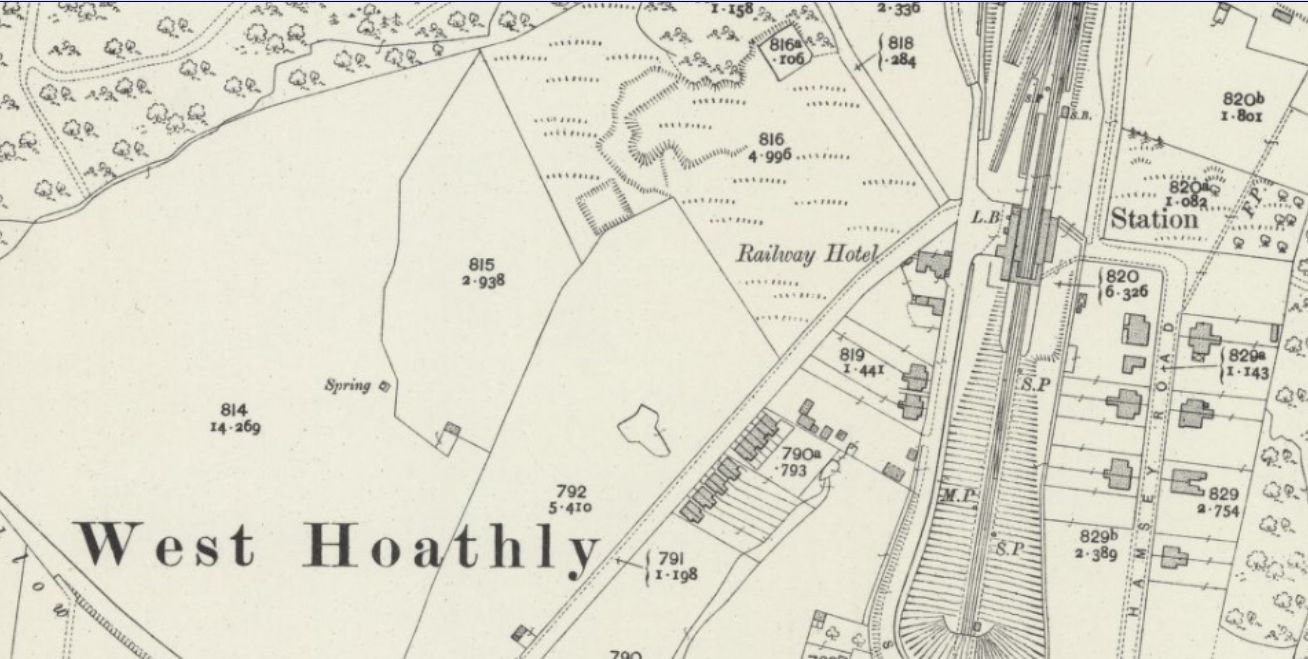 1·158
2·336
816a
·106
818
·284
820b
1·801
S.P
S.B.
816
4·996
820a
1·082
F.P.
L.B
Station
Railway Hotel
815
2·938
820
6·326
819
1·441
829a
1·143
S.P
Spring
814
14·269
790a
·793
792
5·410
M.P.
829
2·754
829b
2·389
S.P
West Hoathly
791
1·198
HAMSEY ROAD
790